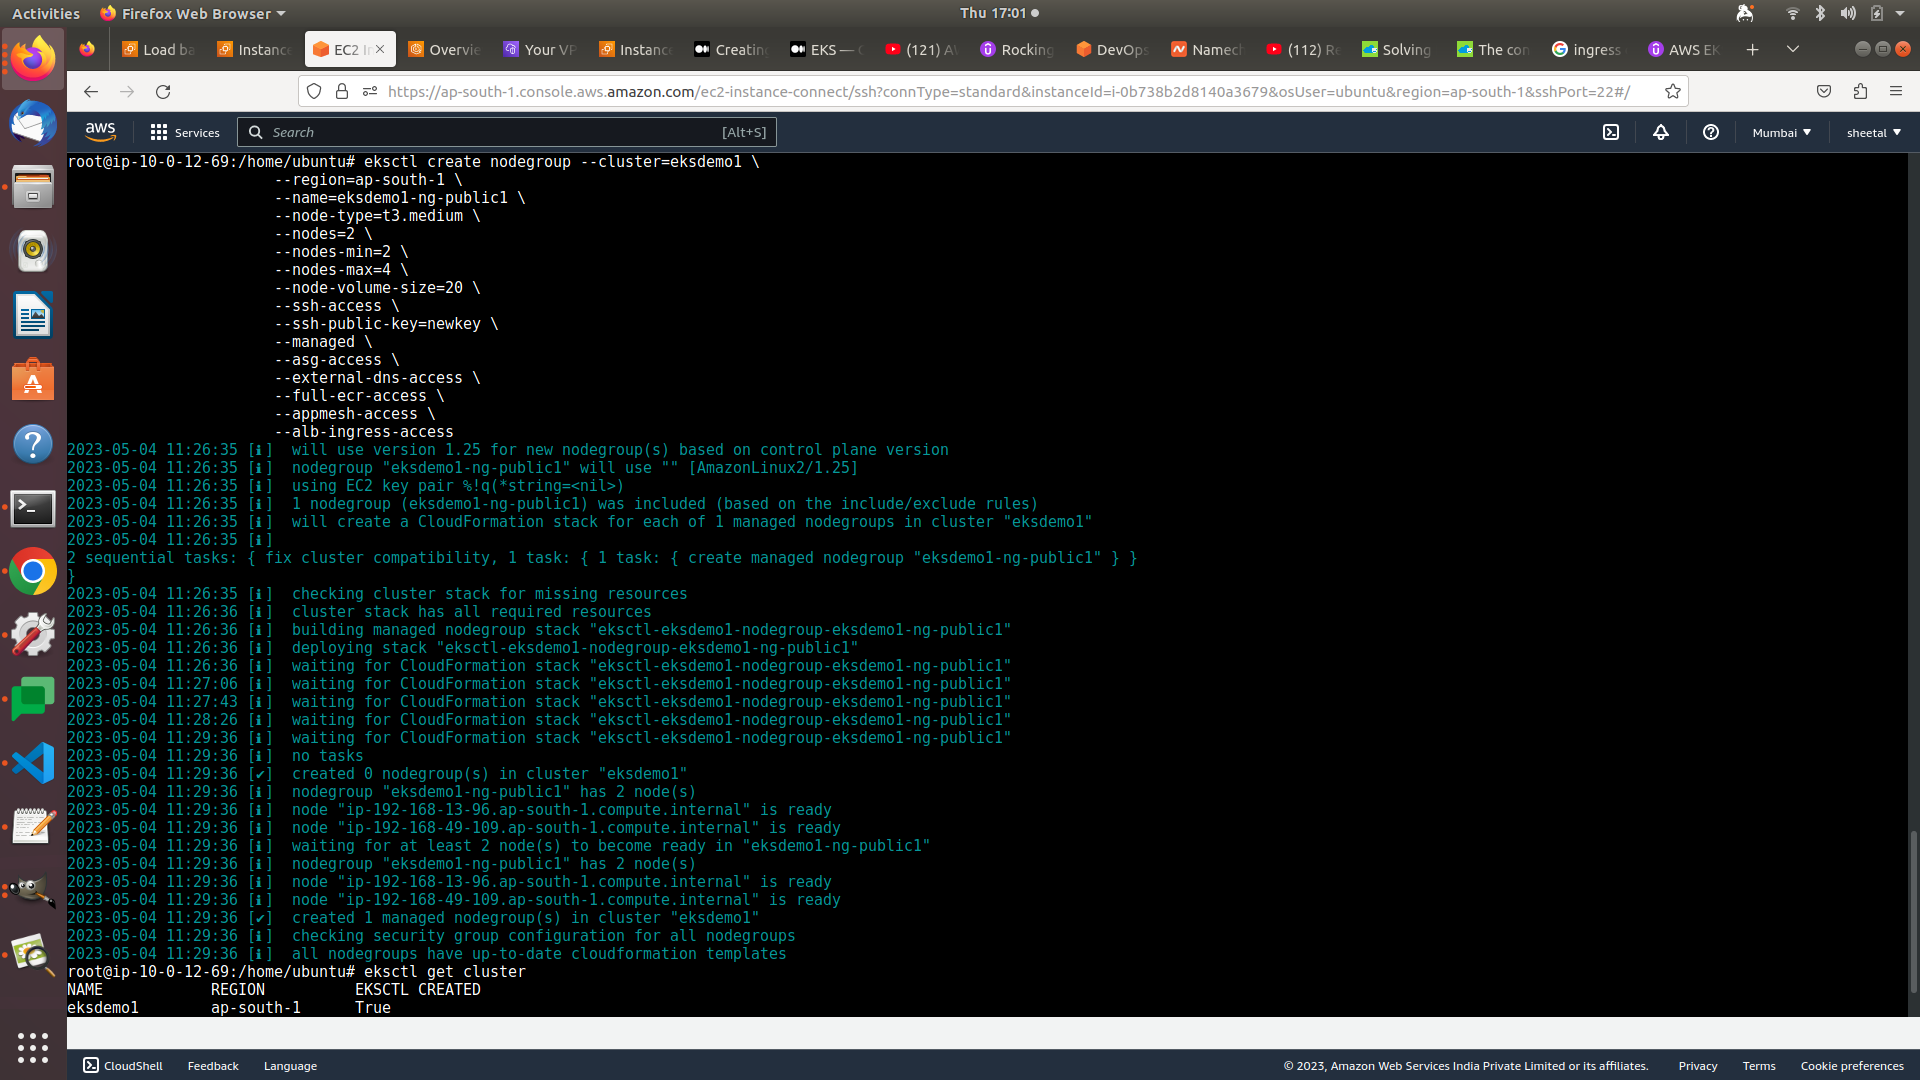 Activities Firefox Web Browser Thu 17:01
Load ba Instance EC2 In Overvie Your VP Instance Creating EKS — C (121) AW Rocking DevOps Namech (112) Re Solving The con ingress AWS EK
https://ap-south-1.console.aws.amazon.com/ec2-instance-connect/ssh?connType=standard&instanceId=i-0b738b2d8140a3679&osUser=ubuntu&region=ap-south-1&sshPort=22#/
aws Services Search [Alt+S] Mumbai sheetal
root@ip-10-0-12-69:/home/ubuntu# eksctl create nodegroup --cluster=eksdemo1 \
--region=ap-south-1 \
--name=eksdemo1-ng-public1 \
--node-type=t3.medium \
--nodes=2 \
--nodes-min=2 \
--nodes-max=4 \
--node-volume-size=20 \
--ssh-access \
--ssh-public-key=newkey \
--managed \
--asg-access \
--external-dns-access \
--full-ecr-access \
--appmesh-access \
--alb-ingress-access
2023-05-04 11:26:35 [ℹ]  will use version 1.25 for new nodegroup(s) based on control plane version
2023-05-04 11:26:35 [ℹ]  nodegroup "eksdemo1-ng-public1" will use "" [AmazonLinux2/1.25]
2023-05-04 11:26:35 [ℹ]  using EC2 key pair %!q(*string=<nil>)
2023-05-04 11:26:35 [ℹ]  1 nodegroup (eksdemo1-ng-public1) was included (based on the include/exclude rules)
2023-05-04 11:26:35 [ℹ]  will create a CloudFormation stack for each of 1 managed nodegroups in cluster "eksdemo1"
2023-05-04 11:26:35 [ℹ]
2 sequential tasks: { fix cluster compatibility, 1 task: { 1 task: { create managed nodegroup "eksdemo1-ng-public1" } }
}
2023-05-04 11:26:35 [ℹ]  checking cluster stack for missing resources
2023-05-04 11:26:36 [ℹ]  cluster stack has all required resources
2023-05-04 11:26:36 [ℹ]  building managed nodegroup stack "eksctl-eksdemo1-nodegroup-eksdemo1-ng-public1"
2023-05-04 11:26:36 [ℹ]  deploying stack "eksctl-eksdemo1-nodegroup-eksdemo1-ng-public1"
2023-05-04 11:26:36 [ℹ]  waiting for CloudFormation stack "eksctl-eksdemo1-nodegroup-eksdemo1-ng-public1"
2023-05-04 11:27:06 [ℹ]  waiting for CloudFormation stack "eksctl-eksdemo1-nodegroup-eksdemo1-ng-public1"
2023-05-04 11:27:43 [ℹ]  waiting for CloudFormation stack "eksctl-eksdemo1-nodegroup-eksdemo1-ng-public1"
2023-05-04 11:28:26 [ℹ]  waiting for CloudFormation stack "eksctl-eksdemo1-nodegroup-eksdemo1-ng-public1"
2023-05-04 11:29:36 [ℹ]  waiting for CloudFormation stack "eksctl-eksdemo1-nodegroup-eksdemo1-ng-public1"
2023-05-04 11:29:36 [ℹ]  no tasks
2023-05-04 11:29:36 [✔]  created 0 nodegroup(s) in cluster "eksdemo1"
2023-05-04 11:29:36 [ℹ]  nodegroup "eksdemo1-ng-public1" has 2 node(s)
2023-05-04 11:29:36 [ℹ]  node "ip-192-168-13-96.ap-south-1.compute.internal" is ready
2023-05-04 11:29:36 [ℹ]  node "ip-192-168-49-109.ap-south-1.compute.internal" is ready
2023-05-04 11:29:36 [ℹ]  waiting for at least 2 node(s) to become ready in "eksdemo1-ng-public1"
2023-05-04 11:29:36 [ℹ]  nodegroup "eksdemo1-ng-public1" has 2 node(s)
2023-05-04 11:29:36 [ℹ]  node "ip-192-168-13-96.ap-south-1.compute.internal" is ready
2023-05-04 11:29:36 [ℹ]  node "ip-192-168-49-109.ap-south-1.compute.internal" is ready
2023-05-04 11:29:36 [✔]  created 1 managed nodegroup(s) in cluster "eksdemo1"
2023-05-04 11:29:36 [ℹ]  checking security group configuration for all nodegroups
2023-05-04 11:29:36 [ℹ]  all nodegroups have up-to-date cloudformation templates
root@ip-10-0-12-69:/home/ubuntu# eksctl get cluster
NAME REGION EKSCTL CREATED
eksdemo1 ap-south-1 True
CloudShell Feedback Language © 2023, Amazon Web Services India Private Limited or its affiliates. Privacy Terms Cookie preferences